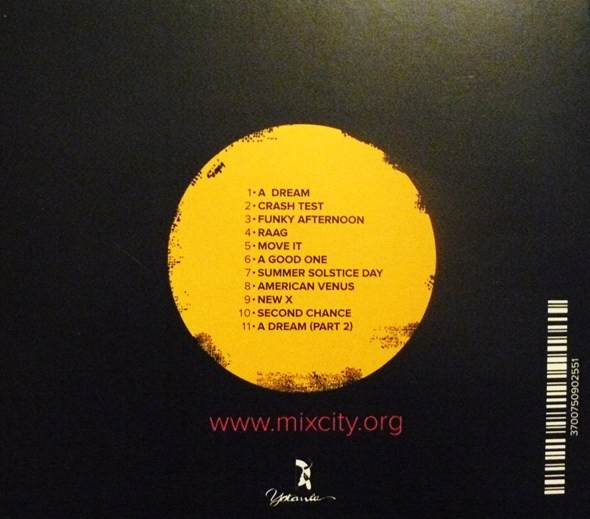 1 • A DREAM
2 • CRASH TEST
3 • FUNKY AFTERNOON
4 • RAAG
5 • MOVE IT
6 • A GOOD ONE
7 • SUMMER SOLSTICE DAY
8 • AMERICAN VENUS
9 • NEW X
10 • SECOND CHANCE
11 • A DREAM (PART 2)
www.mixcity.org
3700750902551